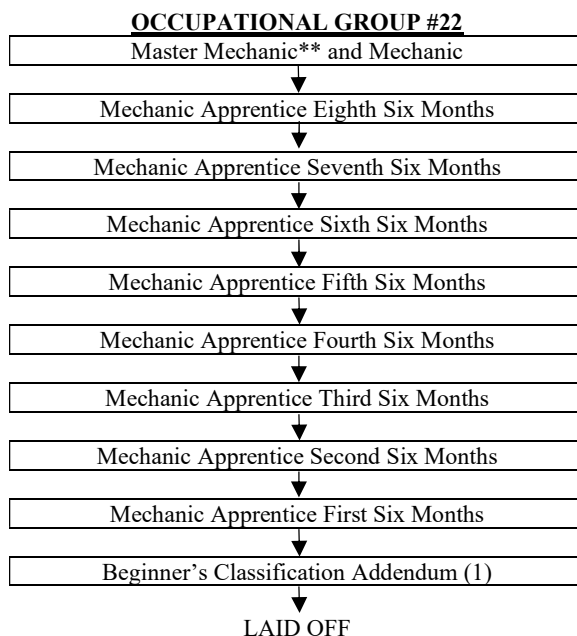 OCCUPATIONAL GROUP #22
Master Mechanic** and Mechanic
Mechanic Apprentice Eighth Six Months
Mechanic Apprentice Seventh Six Months
Mechanic Apprentice Sixth Six Months
Mechanic Apprentice Fifth Six Months
Mechanic Apprentice Fourth Six Months
Mechanic Apprentice Third Six Months
Mechanic Apprentice Second Six Months
Mechanic Apprentice First Six Months
Beginner’s Classification Addendum (1)
LAID OFF